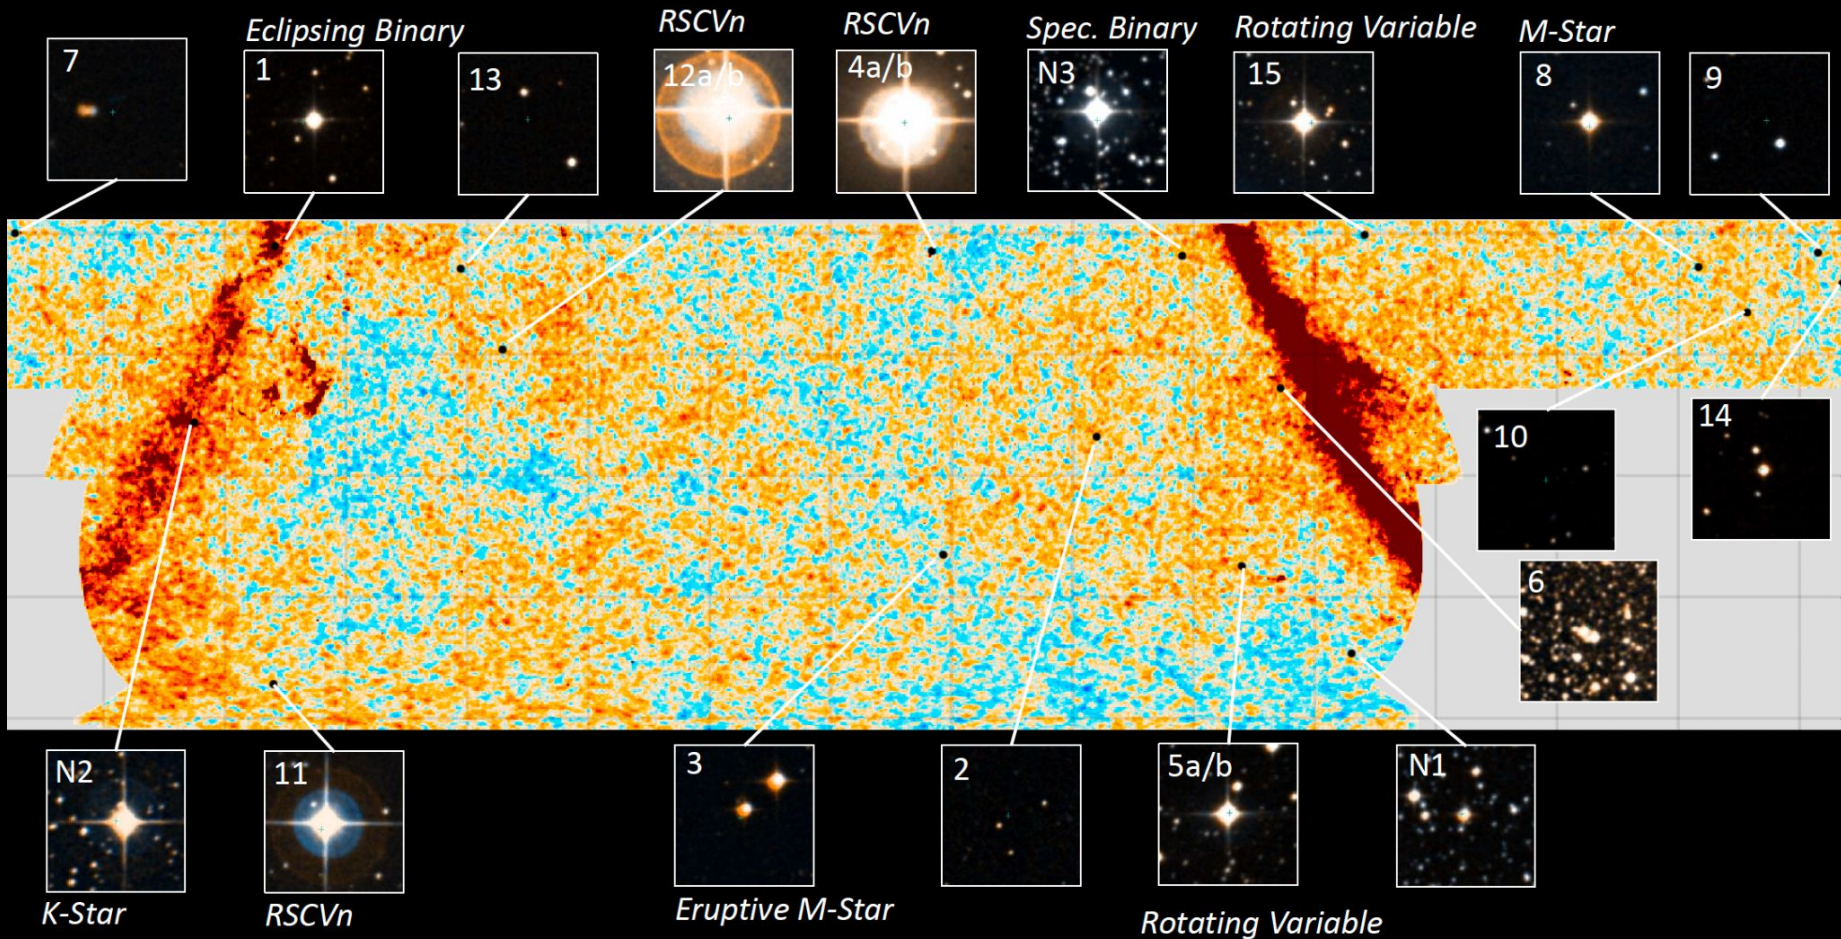 RSCVn
RSCVn
Eclipsing Binary
Spec. Binary
Rotating Variable
M-Star
7
1
13
12a/b
4a/b
N3
15
8
9
10
14
6
N2
11
3
2
5a/b
N1
K-Star
RSCVn
Eruptive M-Star
Rotating Variable